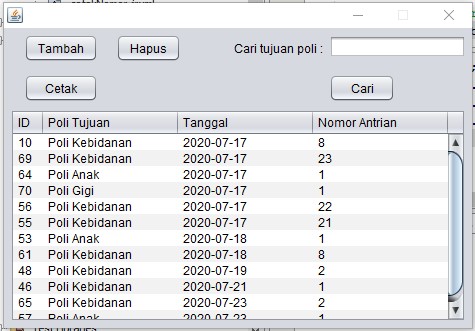 Tambah Hapus Cari tujuan poli :
Cetak Cari
ID Poli Tujuan Tanggal Nomor Antrian
10 Poli Kebidanan 2020-07-17 8
69 Poli Kebidanan 2020-07-17 23
64 Poli Anak 2020-07-17 1
70 Poli Gigi 2020-07-17 1
56 Poli Kebidanan 2020-07-17 22
55 Poli Kebidanan 2020-07-17 21
53 Poli Anak 2020-07-18 1
61 Poli Kebidanan 2020-07-18 8
48 Poli Kebidanan 2020-07-19 2
46 Poli Kebidanan 2020-07-21 1
65 Poli Kebidanan 2020-07-23 2
57 Poli Anak 2020-07-23 1